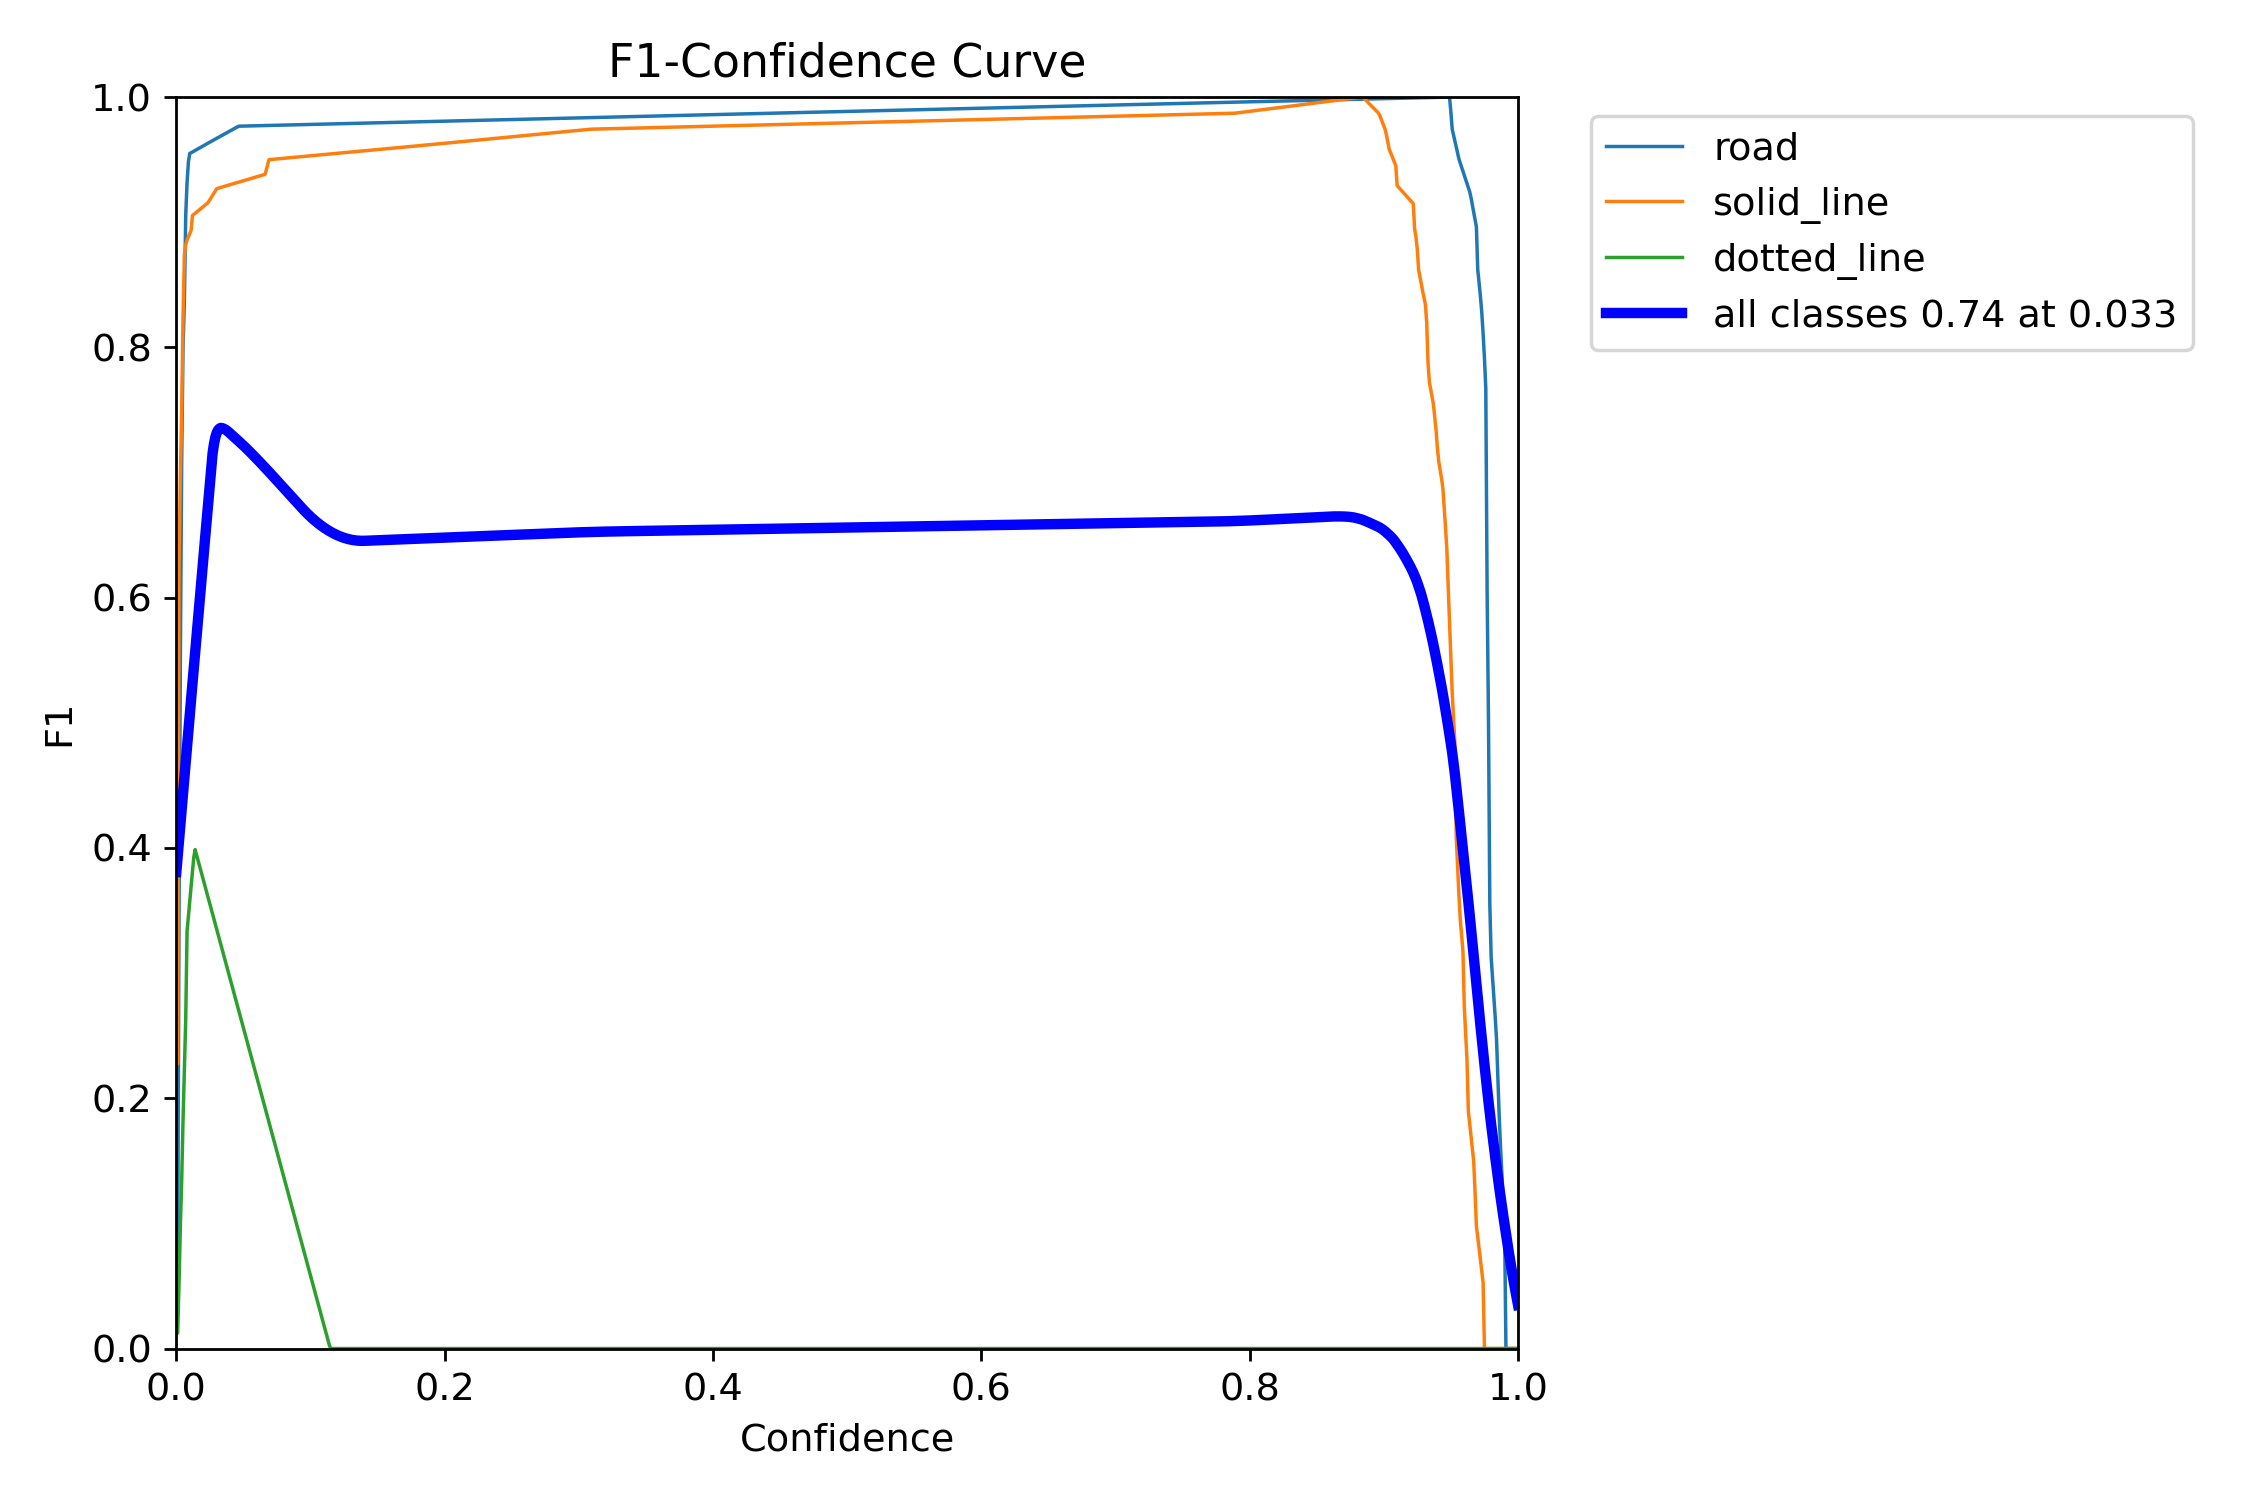 F1-Confidence Curve
1.0
0.8
0.6
0.4
0.2
0.0
F1
0.0 0.2 0.4 0.6 0.8 1.0
Confidence
road
solid_line
dotted_line
all classes 0.74 at 0.033